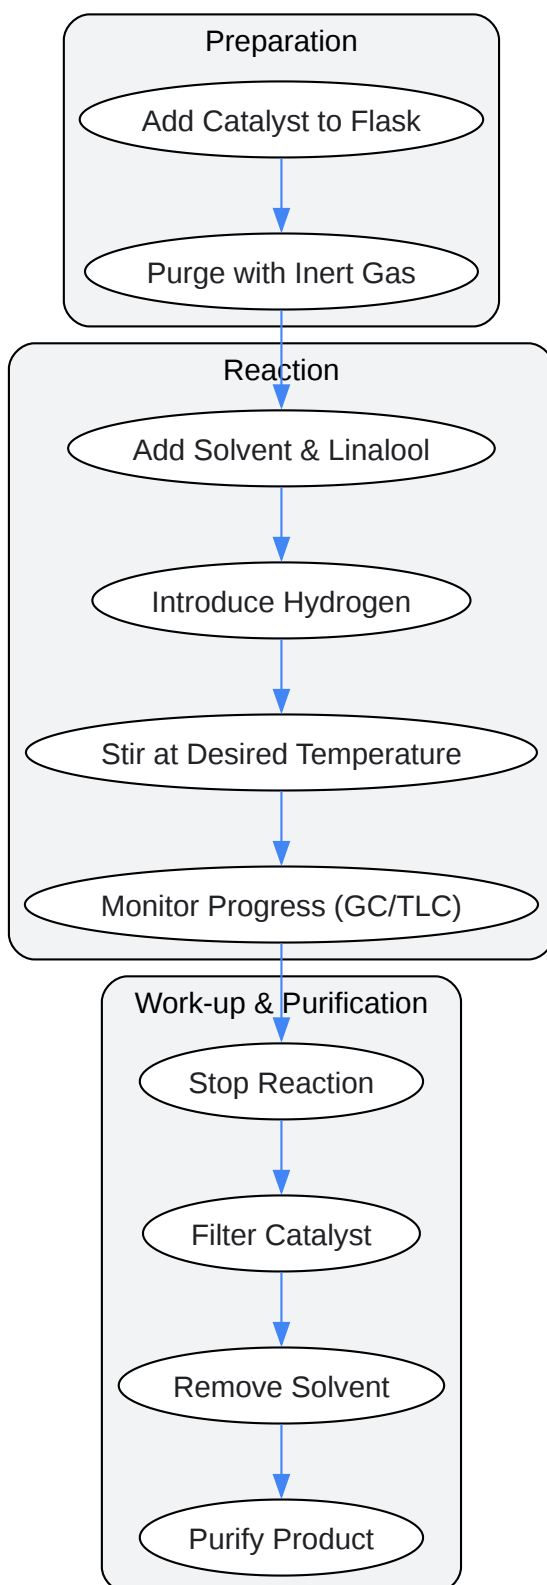 Preparation
Add Catalyst to Flask
Purge with Inert Gas
Reaction
Add Solvent & Linalool
Introduce Hydrogen
Stir at Desired Temperature
Monitor Progress (GC/TLC)
Work-up & Purification
Stop Reaction
Filter Catalyst
Remove Solvent
Purify Product